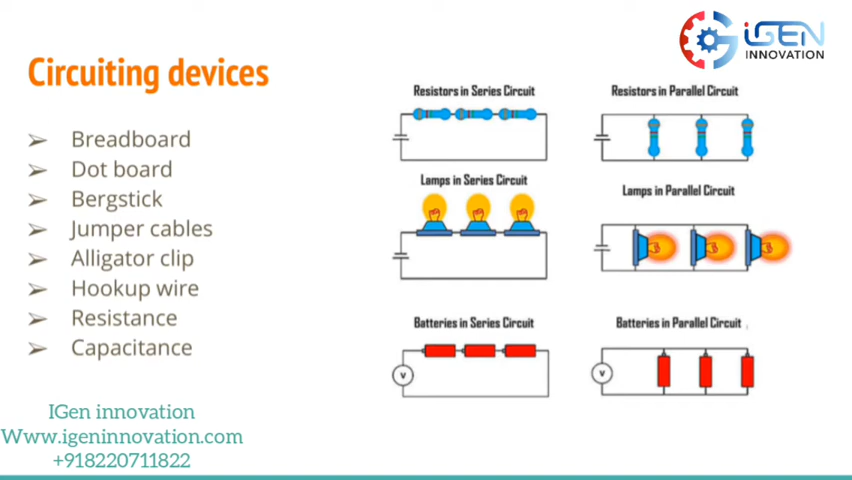 iGEN
INNOVATION
Circuiting devices
➢ Breadboard
➢ Dot board
➢ Bergstick
➢ Jumper cables
➢ Alligator clip
➢ Hookup wire
➢ Resistance
➢ Capacitance
IGen innovation
Www.igeninnovation.com
+918220711822
Resistors in Series Circuit
Resistors in Parallel Circuit
Lamps in Series Circuit
Lamps in Parallel Circuit
Batteries in Series Circuit
Batteries in Parallel Circuit
V
V